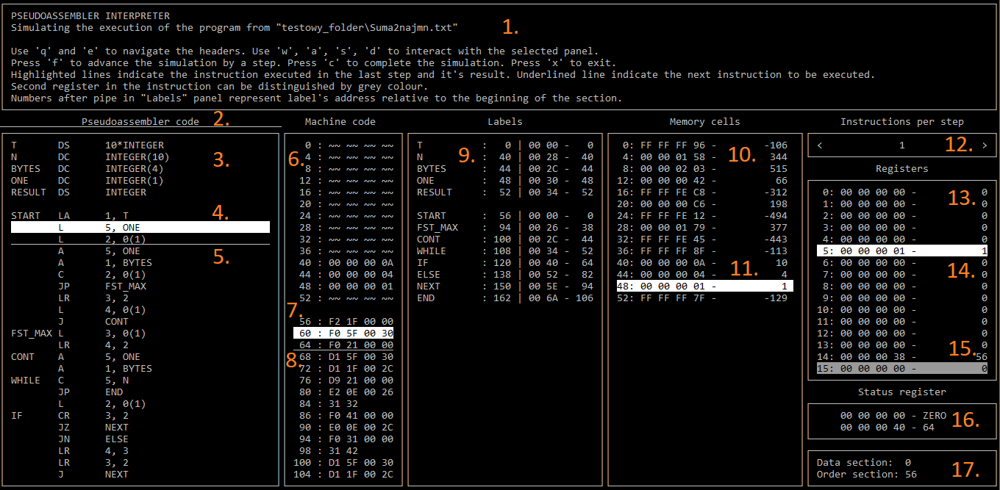 PSEUDOASSEMBLER INTERPRETER
Simulating the execution of the program from "testowy_folder\Suma2najmn.txt" 1.
Use 'q' and 'e' to navigate the headers. Use 'w', 'a', 's', 'd' to interact with the selected panel.
Press 'f' to advance the simulation by a step. Press 'c' to complete the simulation. Press 'x' to exit.
Highlighted lines indicate the instruction executed in the last step and it's result. Underlined line indicate the next instruction to be executed.
Second register in the instruction can be distinguished by grey colour.
Numbers after pipe in "Labels" panel represent label's address relative to the beginning of the section.
Pseudoassembler code 2.
T DS 10*INTEGER
N DC INTEGER(10)
BYTES DC INTEGER(4) 3.
ONE DC INTEGER(1)
RESULT DS INTEGER
START LA 1, T 4.
L 5, ONE
L 2, 0(1)
A 5, ONE 5.
A 1, BYTES
C 2, 0(1)
JP FST_MAX
LR 3, 2
L 4, 0(1)
J CONT
FST_MAX L 3, 0(1)
LR 4, 2
CONT A 5, ONE
A 1, BYTES
WHILE C 5, N
JP END
L 2, 0(1)
IF CR 3, 2
JZ NEXT
JN ELSE
LR 4, 3
LR 3, 2
J NEXT
Machine code
0 : ~~ ~~ ~~ ~~
6. 4 : ~~ ~~ ~~ ~~
8 : ~~ ~~ ~~ ~~
12 : ~~ ~~ ~~ ~~
16 : ~~ ~~ ~~ ~~
20 : ~~ ~~ ~~ ~~
24 : ~~ ~~ ~~ ~~
28 : ~~ ~~ ~~ ~~
32 : ~~ ~~ ~~ ~~
36 : ~~ ~~ ~~ ~~
40 : 00 00 00 0A
44 : 00 00 00 04
48 : 00 00 00 01
52 : ~~ ~~ ~~ ~~
7.
56 : F2 1F 00 00
60 : F0 5F 00 30
64 : F0 21 00 00
8. 68 : D1 5F 00 30
72 : D1 1F 00 2C
76 : D9 21 00 00
80 : E2 0E 00 26
84 : 31 32
86 : F0 41 00 00
90 : E0 0E 00 2C
94 : F0 31 00 00
98 : 31 42
100 : D1 5F 00 30
104 : D1 1F 00 2C
Labels
T : 0 | 00 00 - 0
9. N : 40 | 00 28 - 40
BYTES : 44 | 00 2C - 44
ONE : 48 | 00 30 - 48
RESULT : 52 | 00 34 - 52
START : 56 | 00 00 - 0
FST_MAX : 94 | 00 26 - 38
CONT : 100 | 00 2C - 44
WHILE : 108 | 00 34 - 52
IF : 120 | 00 40 - 64
ELSE : 138 | 00 52 - 82
NEXT : 150 | 00 5E - 94
END : 162 | 00 6A - 106
Memory cells
0: FF FF FF 96 - -106
4: 00 00 01 58 - 10. 344
8: 00 00 02 03 - 515
12: 00 00 00 42 - 66
16: FF FF FE C8 - -312
20: 00 00 00 C6 - 198
24: FF FF FE 12 - -494
28: 00 00 01 79 - 377
32: FF FF FE 45 - -443
36: FF FF FF 8F - -113
40: 00 00 00 0A - 11. 10
44: 00 00 00 04 - 4
48: 00 00 00 01 - 1
52: FF FF FF 7F - -129
Instructions per step
< 1 12. >
Registers
0: 00 00 00 00 - 13. 0
1: 00 00 00 00 - 0
2: 00 00 00 00 - 0
3: 00 00 00 00 - 0
4: 00 00 00 00 - 0
5: 00 00 00 01 - 1
6: 00 00 00 00 - 14. 0
7: 00 00 00 00 - 0
8: 00 00 00 00 - 0
9: 00 00 00 00 - 0
10: 00 00 00 00 - 0
11: 00 00 00 00 - 0
12: 00 00 00 00 - 0
13: 00 00 00 00 - 15. 0
14: 00 00 00 38 - 56
15: 00 00 00 00 - 0
Status register
00 00 00 00 - ZERO 16.
00 00 00 40 - 64
Data section: 0 17.
Order section: 56